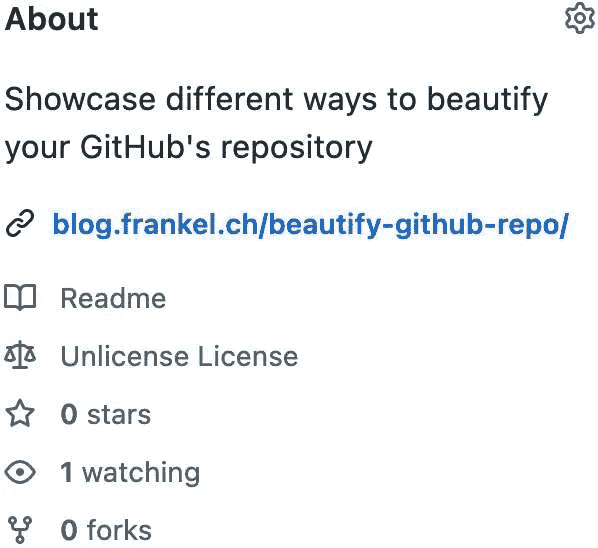 About
Showcase different ways to beautify
your GitHub's repository
blog.frankel.ch/beautify-github-repo/
Readme
Unlicense License
0 stars
1 watching
0 forks